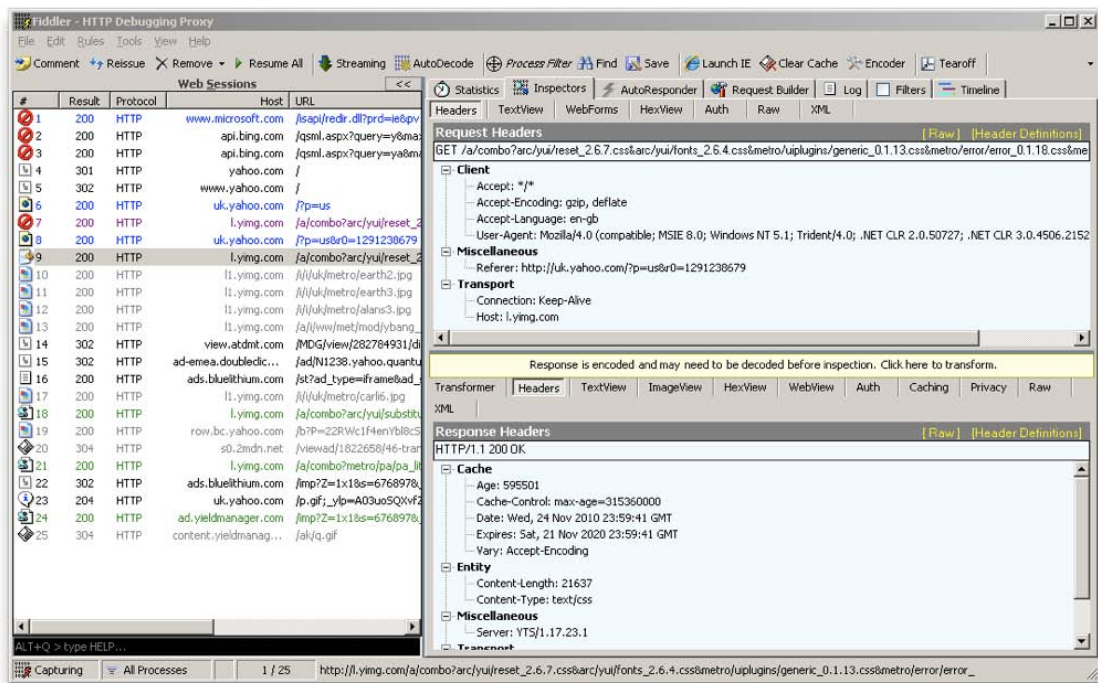 Fiddler - HTTP Debugging Proxy
File Edit Rules Tools View Help
Comment Reissue Remove Resume All Streaming AutoDecode Process Filter Find Save Launch IE Clear Cache Encoder Tearoff
Web Sessions <<
# Result Protocol Host URL
1 200 HTTP www.microsoft.com /isapi/redir.dll?prd=ie&pv
2 200 HTTP api.bing.com /qsml.aspx?query=y&ma
3 200 HTTP api.bing.com /qsml.aspx?query=ya&m
4 301 HTTP yahoo.com /
5 302 HTTP www.yahoo.com /
6 200 HTTP uk.yahoo.com /?p=us
7 200 HTTP l.yimg.com /a/combo?arc/yui/reset_2
8 200 HTTP uk.yahoo.com /?p=us&r0=1291238679
9 200 HTTP l.yimg.com /a/combo?arc/yui/reset_2
10 200 HTTP l1.yimg.com /i/i/uk/metro/earth2.jpg
11 200 HTTP l1.yimg.com /i/i/uk/metro/earth3.jpg
12 200 HTTP l1.yimg.com /i/i/uk/metro/alans3.jpg
13 200 HTTP l1.yimg.com /a/i/ww/met/mod/ybang_
14 302 HTTP view.atdmt.com /MDG/view/282784931/di
15 302 HTTP ad-emea.doubleclic... /ad/N1238.yahoo.quantu
16 200 HTTP ads.bluelithium.com /st?ad_type=iframe&ad_
17 200 HTTP l1.yimg.com /i/i/uk/metro/carli6.jpg
18 200 HTTP l.yimg.com /a/combo?arc/yui/substitu
19 200 HTTP row.bc.yahoo.com /b?P=22RWc1f4enYbl8cS
20 304 HTTP s0.2mdn.net /viewad/1822658/46-tran
21 200 HTTP l.yimg.com /a/combo?metro/pa/pa_lit
22 302 HTTP ads.bluelithium.com /imp?Z=1x1&s=676897&
23 204 HTTP uk.yahoo.com /p.gif;_ylp=A03uoSQXvfZ
24 200 HTTP ad.yieldmanager.com /imp?Z=1x1&s=676897&
25 304 HTTP content.yieldmanag... /ak/q.gif
ALT+Q > type HELP...
Statistics Inspectors AutoResponder Request Builder Log Filters Timeline
Headers TextView WebForms HexView Auth Raw XML
Request Headers [ Raw ] [Header Definitions]
GET /a/combo?arc/yui/reset_2.6.7.css&arc/yui/fonts_2.6.4.css&metro/uiplugins/generic_0.1.13.css&metro/error/error_0.1.18.css&me
Client
Accept: */*
Accept-Encoding: gzip, deflate
Accept-Language: en-gb
User-Agent: Mozilla/4.0 (compatible; MSIE 8.0; Windows NT 5.1; Trident/4.0; .NET CLR 2.0.50727; .NET CLR 3.0.4506.2152
Miscellaneous
Referer: http://uk.yahoo.com/?p=us&r0=1291238679
Transport
Connection: Keep-Alive
Host: l.yimg.com
Response is encoded and may need to be decoded before inspection. Click here to transform.
Transformer Headers TextView ImageView HexView WebView Auth Caching Privacy Raw
XML
Response Headers [ Raw ] [Header Definitions]
HTTP/1.1 200 OK
Cache
Age: 595501
Cache-Control: max-age=315360000
Date: Wed, 24 Nov 2010 23:59:41 GMT
Expires: Sat, 21 Nov 2020 23:59:41 GMT
Vary: Accept-Encoding
Entity
Content-Length: 21637
Content-Type: text/css
Miscellaneous
Server: YTS/1.17.23.1
Transport
Capturing All Processes 1 / 25 http://l.yimg.com/a/combo?arc/yui/reset_2.6.7.css&arc/yui/fonts_2.6.4.css&metro/uiplugins/generic_0.1.13.css&metro/error/error_